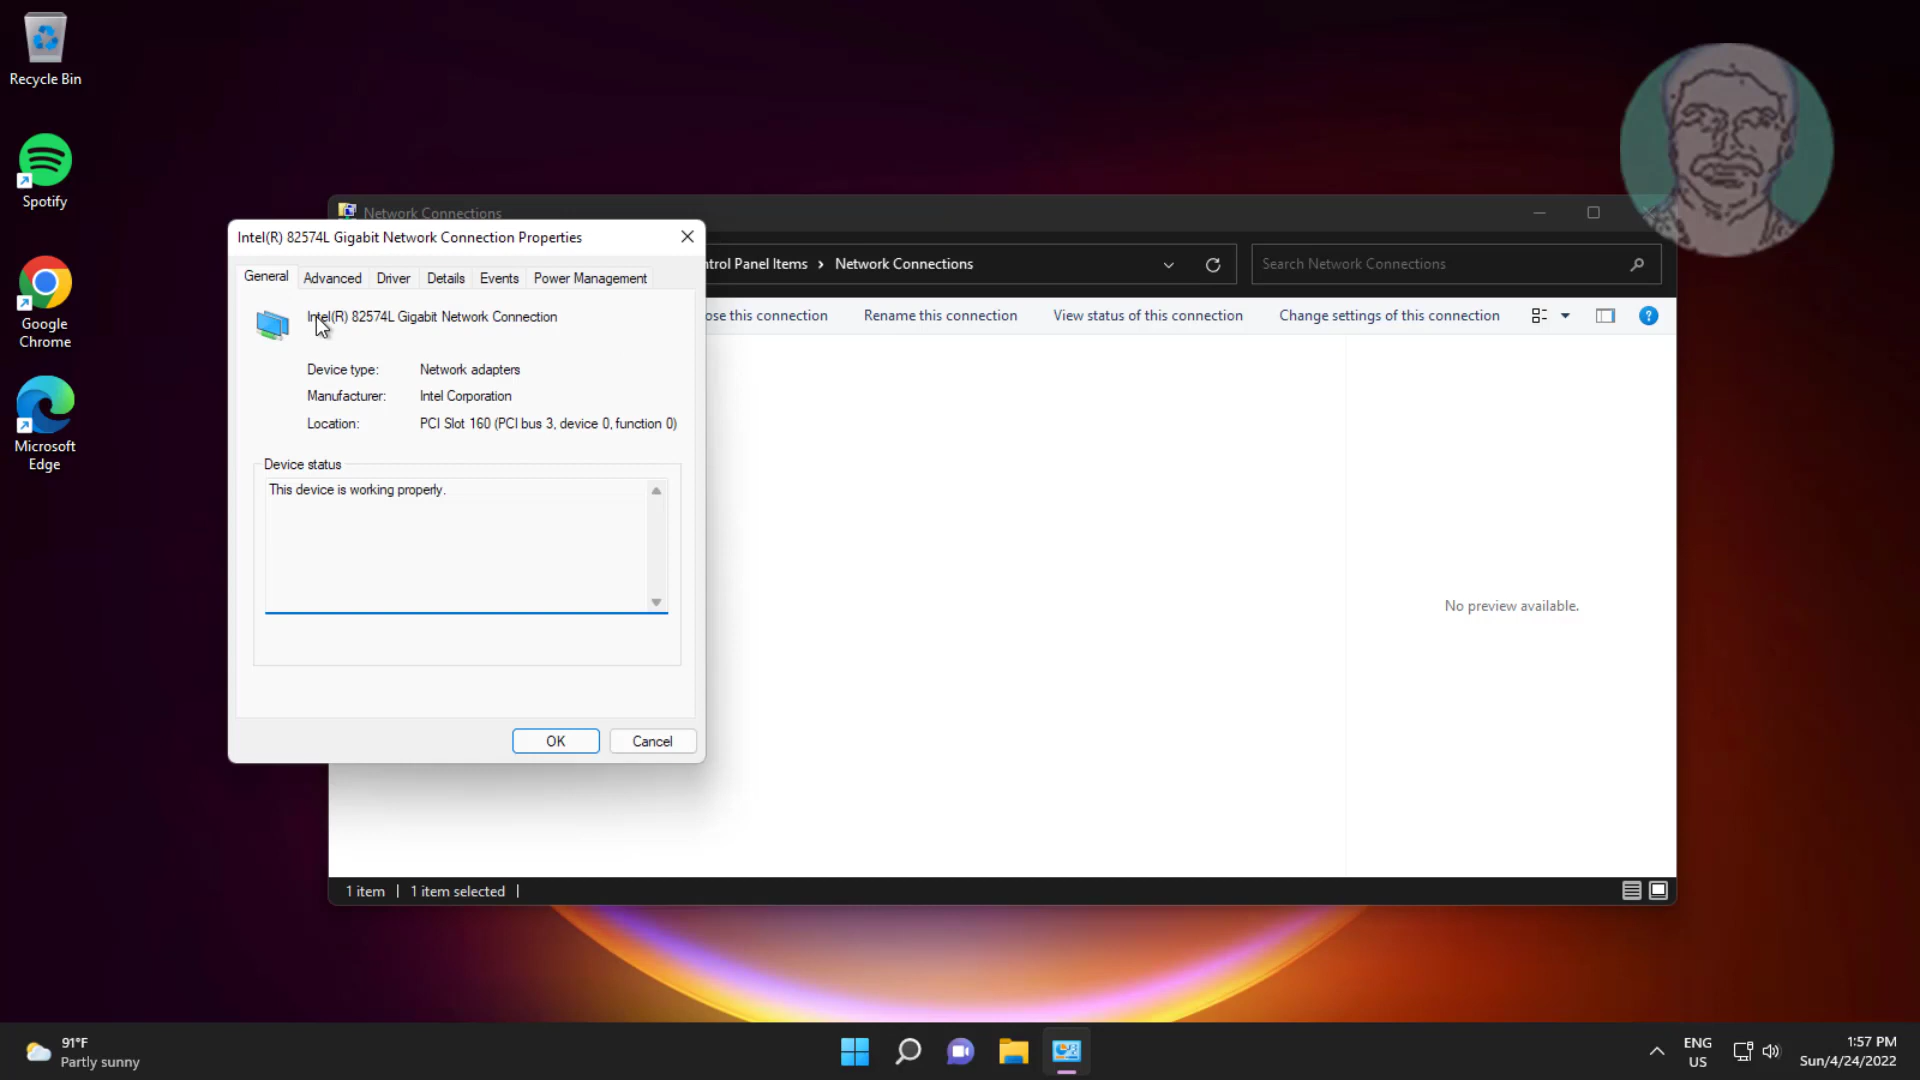 Recycle Bin
Spotify
Google
Chrome
Microsoft
Edge
Network Connections
Intel(R) 82574L Gigabit Network Connection Properties
General
Advanced
Driver
Details
Events
Power Management
Intel(R) 82574L Gigabit Network Connection
Device type: Network adapters
Manufacturer: Intel Corporation
Location: PCI Slot 160 (PCI bus 3, device 0, function 0)
Device status
This device is working properly.
OK
Cancel
ntrol Panel Items > Network Connections
Search Network Connections
ose this connection
Rename this connection
View status of this connection
Change settings of this connection
No preview available.
1 item | 1 item selected |
91°F
Partly sunny
ENG
US
1:57 PM
Sun/4/24/2022